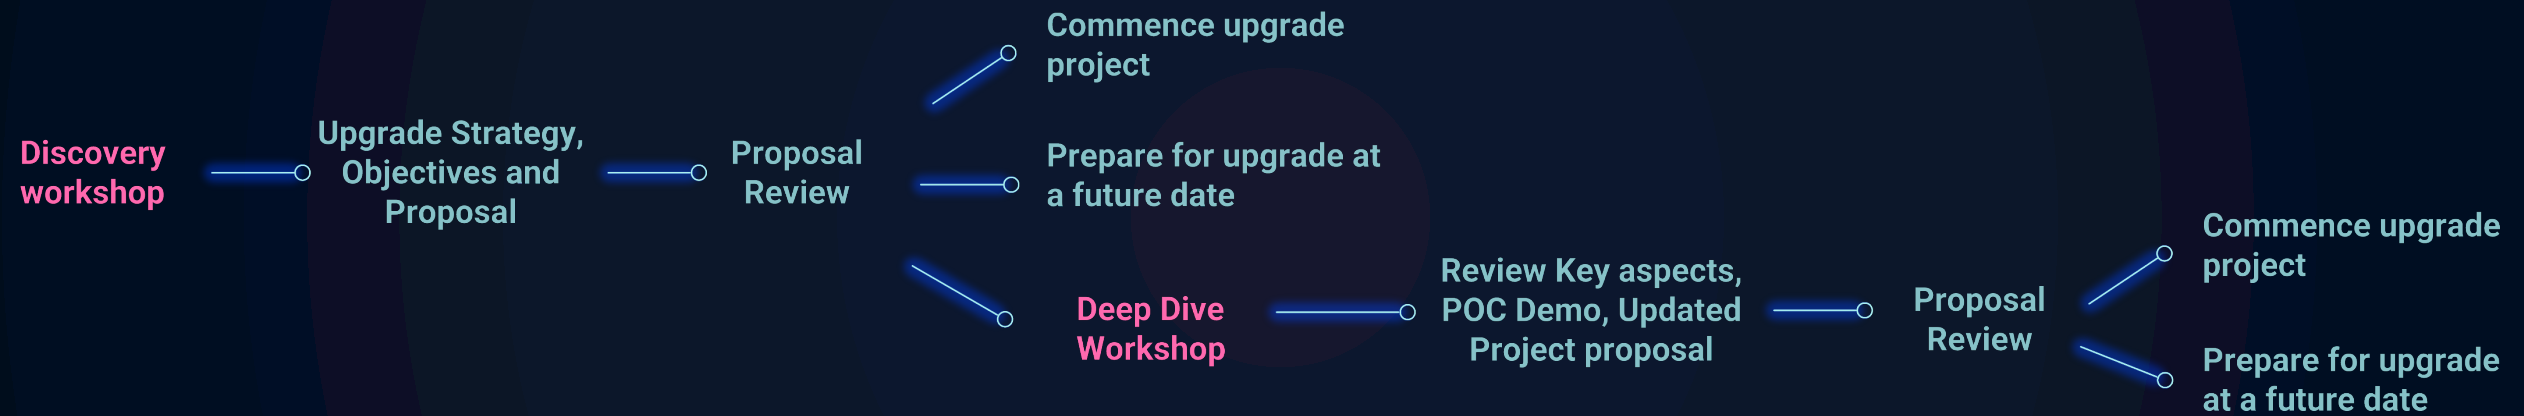 Discovery
workshop
Upgrade Strategy,
Objectives and
Proposal
Proposal
Review
Commence upgrade
project
Prepare for upgrade at
a future date
Deep Dive
Workshop
Review Key aspects,
POC Demo, Updated
Project proposal
Proposal
Review
Commence upgrade
project
Prepare for upgrade
at a future date